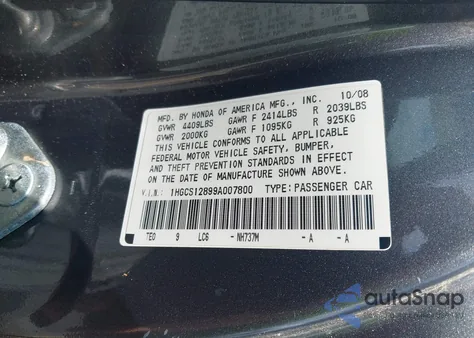 MFD. BY HONDA OF AMERICA MFG., INC. 10/08
GVWR 4409LBS GAWR F 2414LBS R 2039LBS
GVWR 2000KG GAWR F 1095KG R 925KG
THIS VEHICLE CONFORMS TO ALL APPLICABLE
FEDERAL MOTOR VEHICLE SAFETY, BUMPER,
AND THEFT PREVENTION STANDARDS IN EFFECT
ON THE DATE OF MANUFACTURE SHOWN ABOVE.
V.I.N.: 1HGCS12899A007800 TYPE: PASSENGER CAR
TE0 9 LC6 -NH737M -A -A
autoSnap